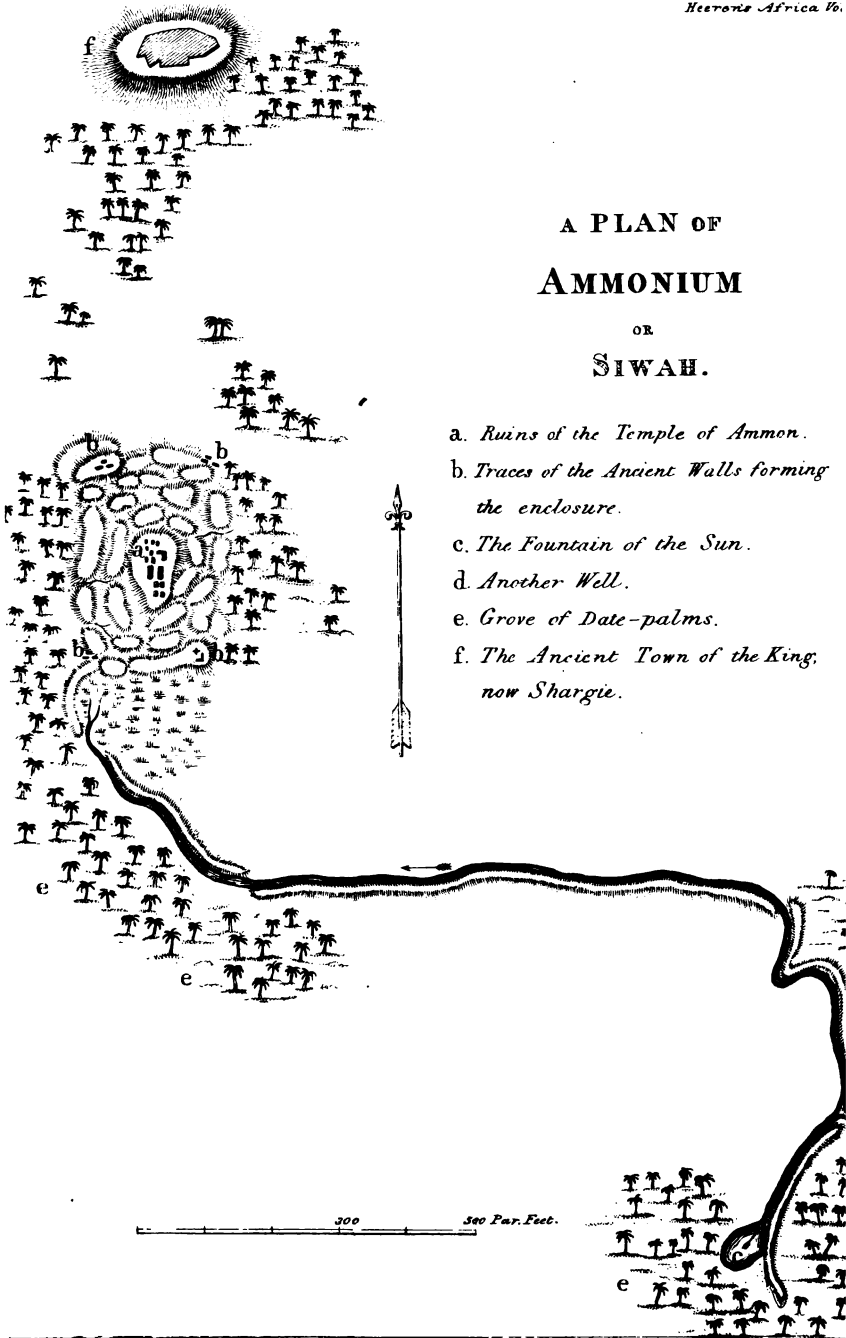 Heeren's Africa Vo
f
A PLAN OF
AMMONIUM
OR
SIWAH.
a. Ruins of the Temple of Ammon.
b. Traces of the Ancient Walls forming
the enclosure.
c. The Fountain of the Sun.
d. Another Well.
e. Grove of Date-palms.
f. The Ancient Town of the King,
now Shargie.
b
b
a
b
b
e
e
300
500 Par. Feet.
c
e